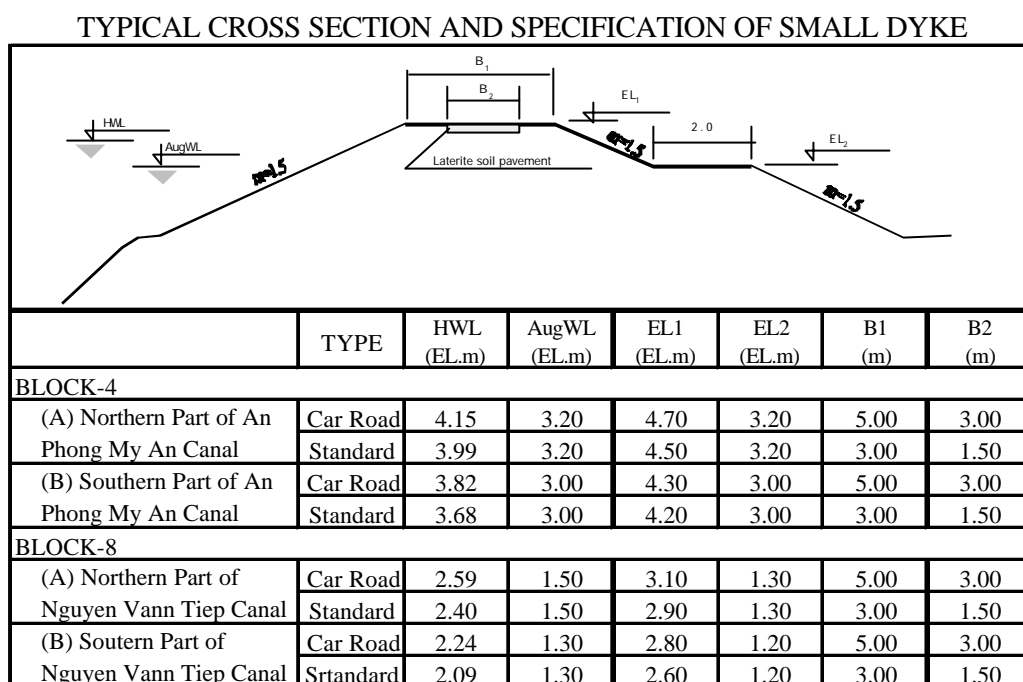 TYPICAL CROSS SECTION AND SPECIFICATION OF SMALL DYKE
B1
B2
EL1
HWL
2.0
AugWL
EL2
m=1.5
Laterite soil pavement
m=1.5
m=1.5
TYPE HWL AugWL EL1 EL2 B1 B2
(EL.m) (EL.m) (EL.m) (EL.m) (m) (m)
BLOCK-4
(A) Northern Part of An Car Road 4.15 3.20 4.70 3.20 5.00 3.00
Phong My An Canal Standard 3.99 3.20 4.50 3.20 3.00 1.50
(B) Southern Part of An Car Road 3.82 3.00 4.30 3.00 5.00 3.00
Phong My An Canal Standard 3.68 3.00 4.20 3.00 3.00 1.50
BLOCK-8
(A) Northern Part of Car Road 2.59 1.50 3.10 1.30 5.00 3.00
Nguyen Vann Tiep Canal Standard 2.40 1.50 2.90 1.30 3.00 1.50
(B) Soutern Part of Car Road 2.24 1.30 2.80 1.20 5.00 3.00
Nguyen Vann Tiep Canal Srtandard 2.09 1.30 2.60 1.20 3.00 1.50